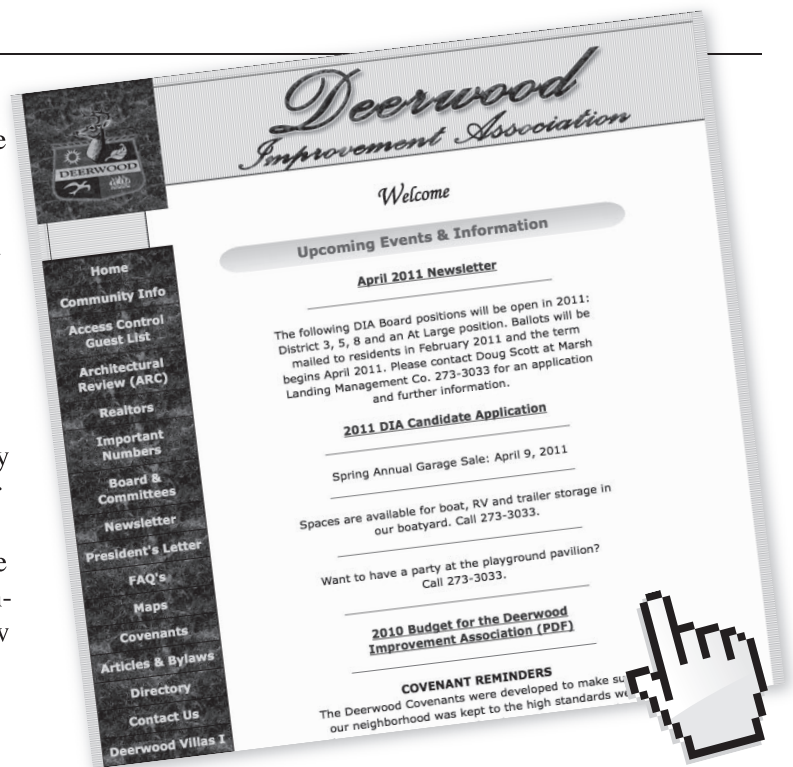 Deerwood
Improvement Association
DEERWOOD
Welcome
Upcoming Events & Information
April 2011 Newsletter
The following DIA Board positions will be open in 2011:
District 3, 5, 8 and an At Large position. Ballots will be
mailed to residents in February 2011 and the term
begins April 2011. Please contact Doug Scott at Marsh
Landing Management Co. 273-3033 for an application
and further information.
2011 DIA Candidate Application
Spring Annual Garage Sale: April 9, 2011
Spaces are available for boat, RV and trailer storage in
our boatyard. Call 273-3033.
Want to have a party at the playground pavilion?
Call 273-3033.
2010 Budget for the Deerwood
Improvement Association (PDF)
COVENANT REMINDERS
The Deerwood Covenants were developed to make
our neighborhood was kept to the high standards
Home
Community Info
Access Control
Guest List
Architectural
Review (ARC)
Realtors
Important
Numbers
Board &
Committees
Newsletter
President's Letter
FAQ's
Maps
Covenants
Articles & Bylaws
Directory
Contact Us
Deerwood Villas I